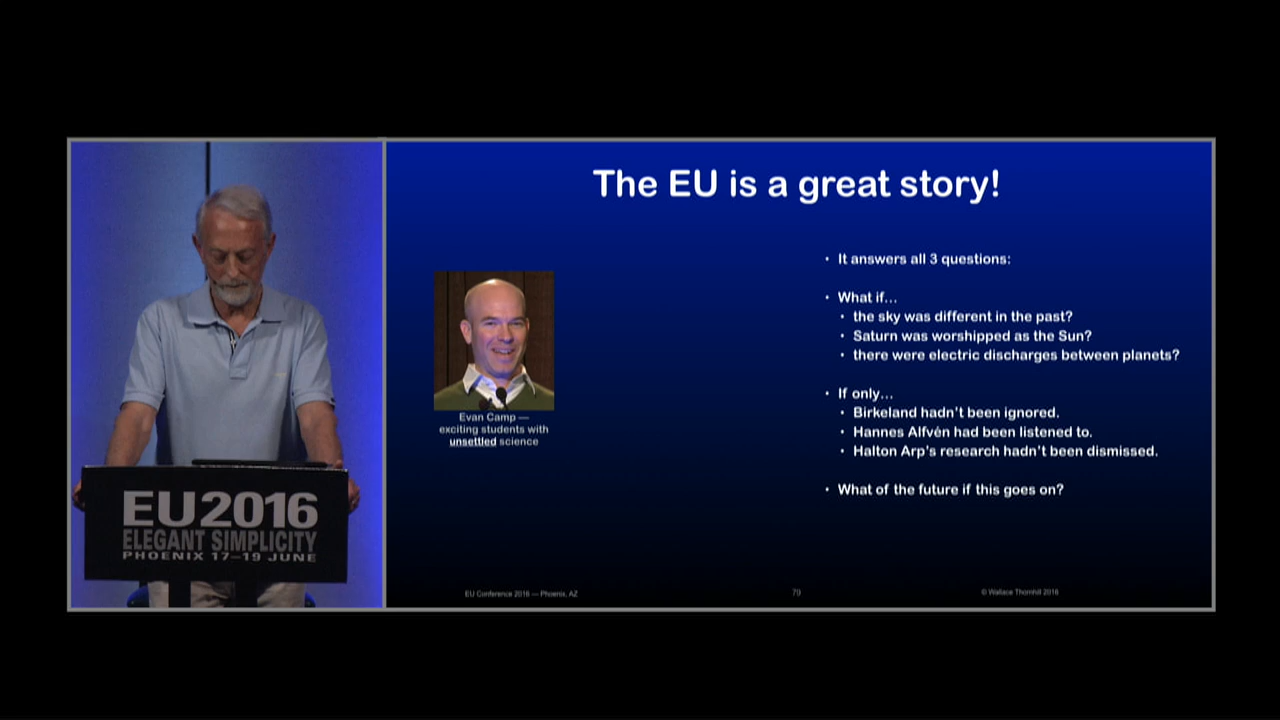 The EU is a great story!
• It answers all 3 questions:
• What if...
• the sky was different in the past?
• Saturn was worshipped as the Sun?
• there were electric discharges between planets?
• If only...
• Birkeland hadn't been ignored.
• Hannes Alfvén had been listened to.
• Halton Arp's research hadn't been dismissed.
• What of the future if this goes on?
Evan Camp —
exciting students with
unsettled science
EU2016
ELEGANT SIMPLICITY
PHOENIX 17–19 JUNE
EU Conference 2016 — Phoenix, AZ
79
© Wallace Thornhill 2016